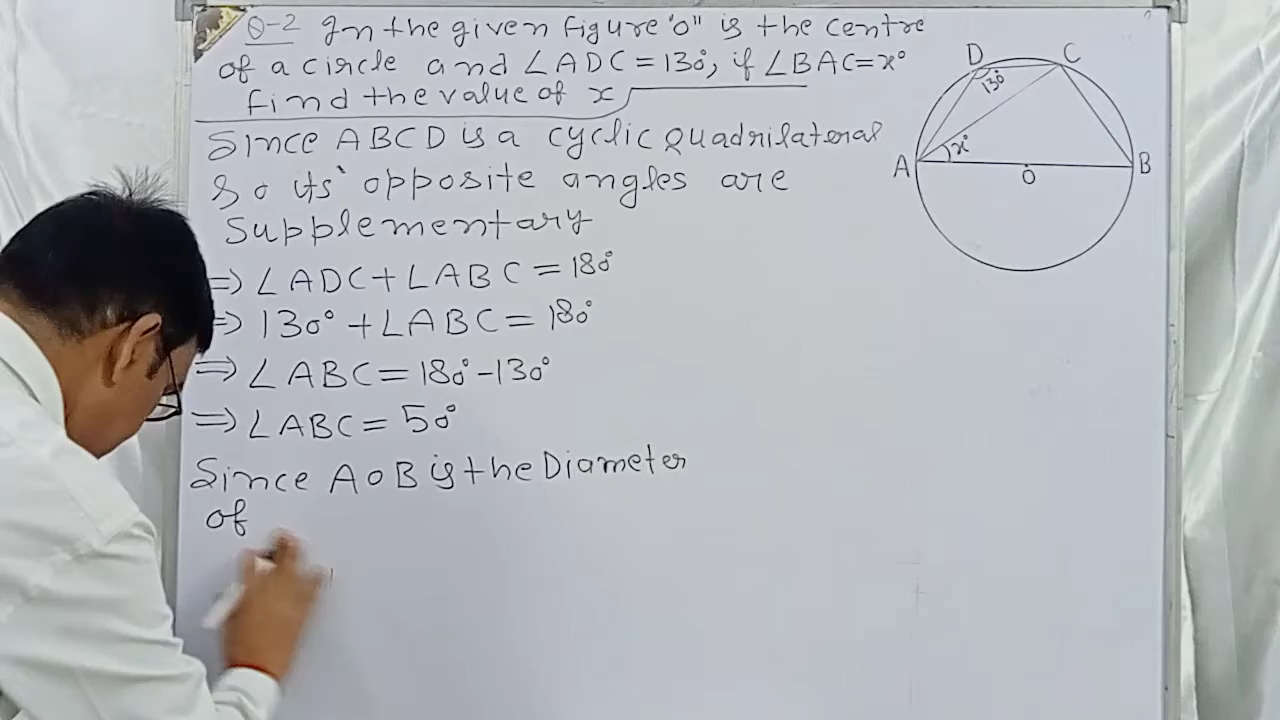 Q-2 In the given figure "O" is the centre
of a circle and ∠ADC=130°, if ∠BAC=x°
find the value of x
Since ABCD is a cyclic quadrilateral
So its' opposite angles are
Supplementary
⇒ ∠ADC+∠ABC=180°
⇒ 130°+∠ABC=180°
⇒ ∠ABC=180°-130°
⇒ ∠ABC=50°
Since AOB is the Diameter
of
D C
130°
A x° B
O